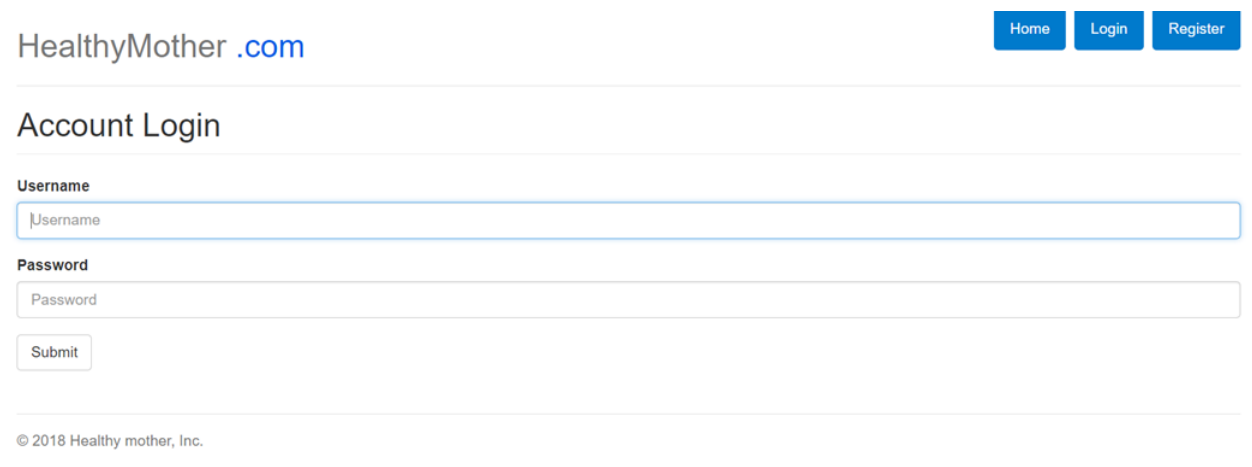 HealthyMother .com
Home Login Register
Account Login
Username
Username
Password
Password
Submit
© 2018 Healthy mother, Inc.